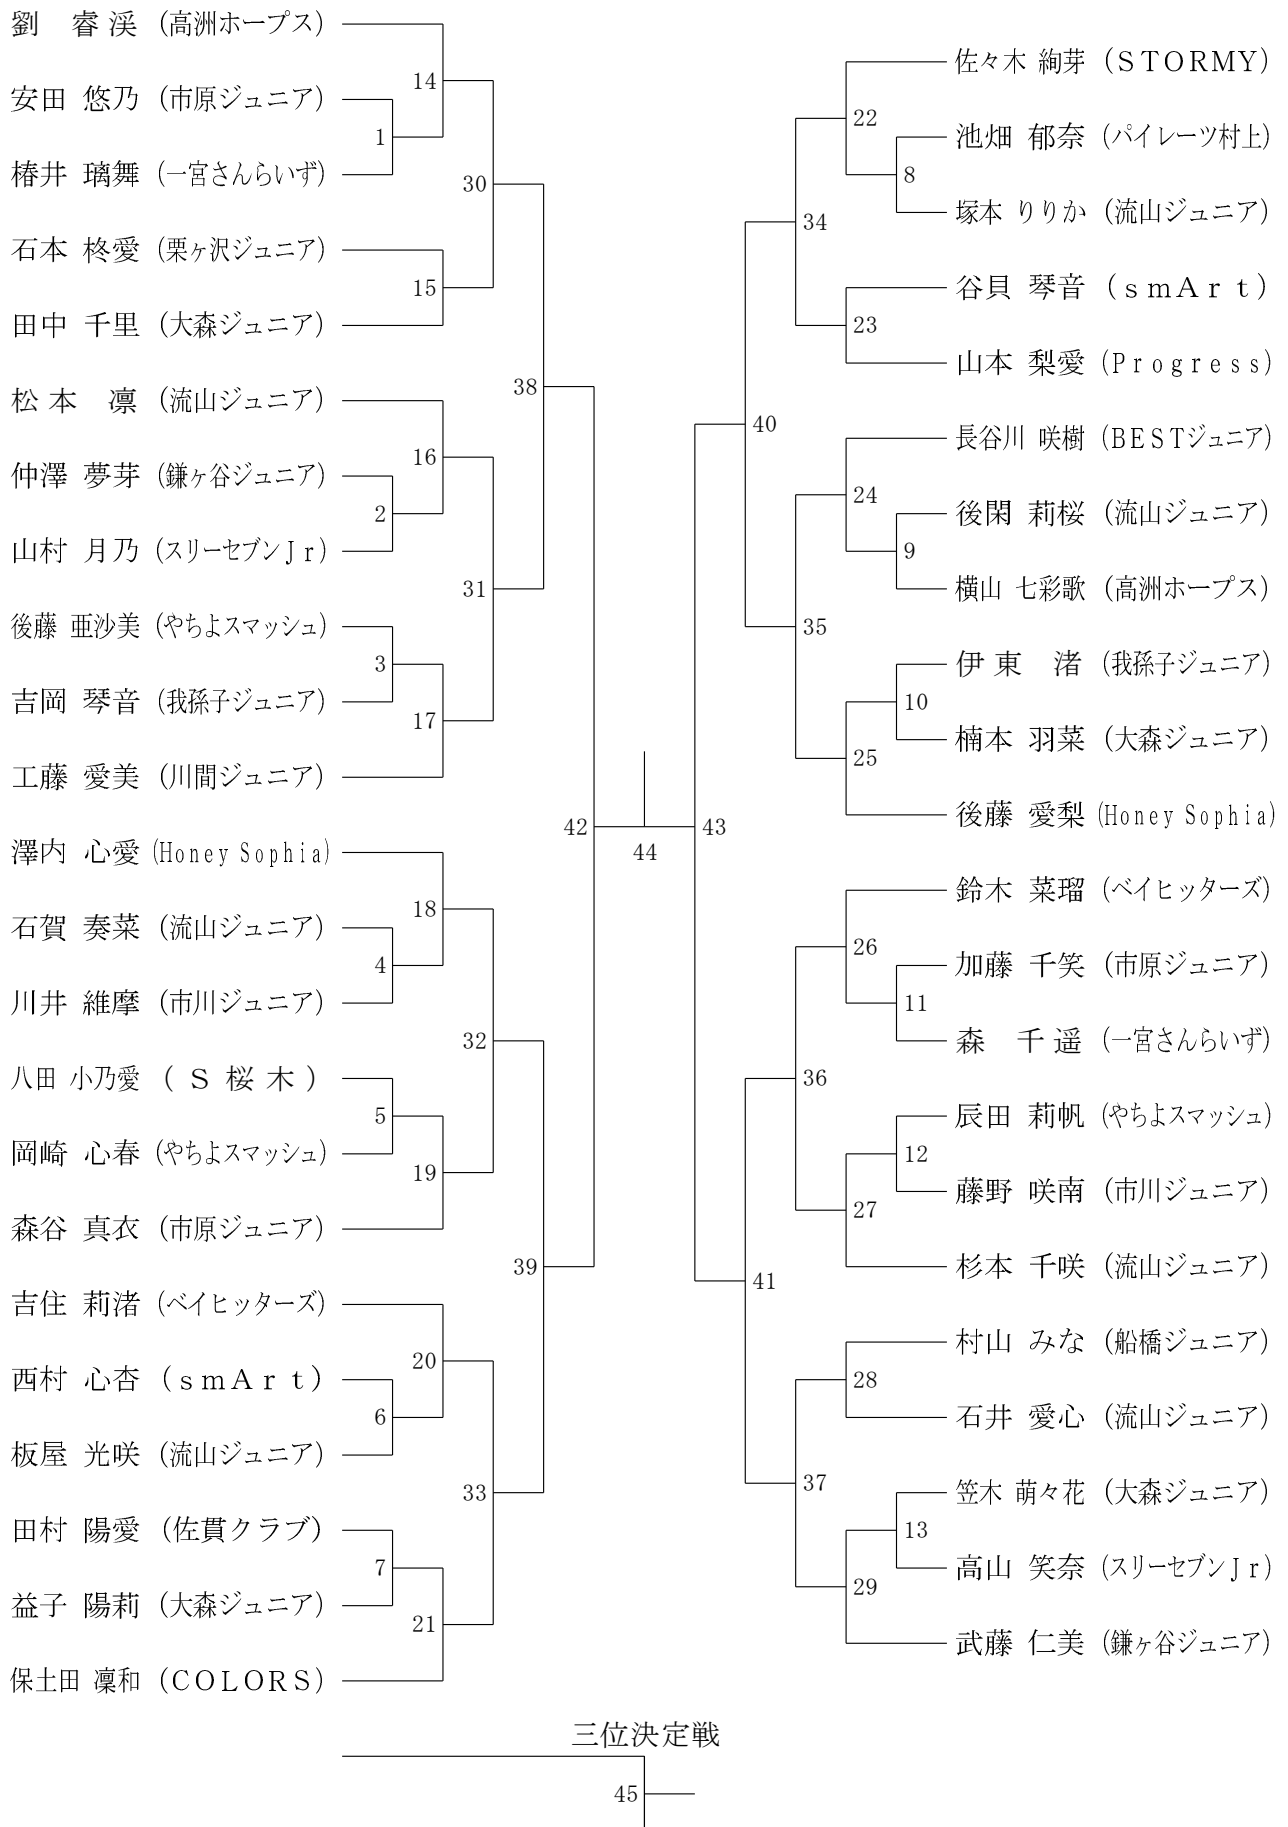 劉　睿渓 (高洲ホープス)
安田 悠乃 (市原ジュニア)
椿井 璃舞 (一宮さんらいず)
石本 柊愛 (栗ヶ沢ジュニア)
田中 千里 (大森ジュニア)
松本　凛 (流山ジュニア)
仲澤 夢芽 (鎌ヶ谷ジュニア)
山村 月乃 (スリーセブンJr)
後藤 亜沙美 (やちよスマッシュ)
吉岡 琴音 (我孫子ジュニア)
工藤 愛美 (川間ジュニア)
澤内 心愛 (Honey Sophia)
石賀 奏菜 (流山ジュニア)
川井 維摩 (市川ジュニア)
八田 小乃愛 (S桜木)
岡崎 心春 (やちよスマッシュ)
森谷 真衣 (市原ジュニア)
吉住 莉渚 (ベイヒッターズ)
西村 心杏 (smArt)
板屋 光咲 (流山ジュニア)
田村 陽愛 (佐貫クラブ)
益子 陽莉 (大森ジュニア)
保土田 凜和 (COLORS)
1
2
3
4
5
6
7
14
15
16
17
18
19
20
21
30
31
32
33
38
39
42
44
43
40
41
34
35
36
37
22
23
24
25
26
27
28
29
8
9
10
11
12
13
佐々木 絢芽 (STORMY)
池畑 郁奈 (パイレーツ村上)
塚本 りりか (流山ジュニア)
谷貝 琴音 (smArt)
山本 梨愛 (Progress)
長谷川 咲樹 (BESTジュニア)
後閑 莉桜 (流山ジュニア)
横山 七彩歌 (高洲ホープス)
伊東　渚 (我孫子ジュニア)
楠本 羽菜 (大森ジュニア)
後藤 愛梨 (Honey Sophia)
鈴木 菜瑠 (ベイヒッターズ)
加藤 千笑 (市原ジュニア)
森　千遥 (一宮さんらいず)
辰田 莉帆 (やちよスマッシュ)
藤野 咲南 (市川ジュニア)
杉本 千咲 (流山ジュニア)
村山 みな (船橋ジュニア)
石井 愛心 (流山ジュニア)
笠木 萌々花 (大森ジュニア)
高山 笑奈 (スリーセブンJr)
武藤 仁美 (鎌ヶ谷ジュニア)
三位決定戦
45